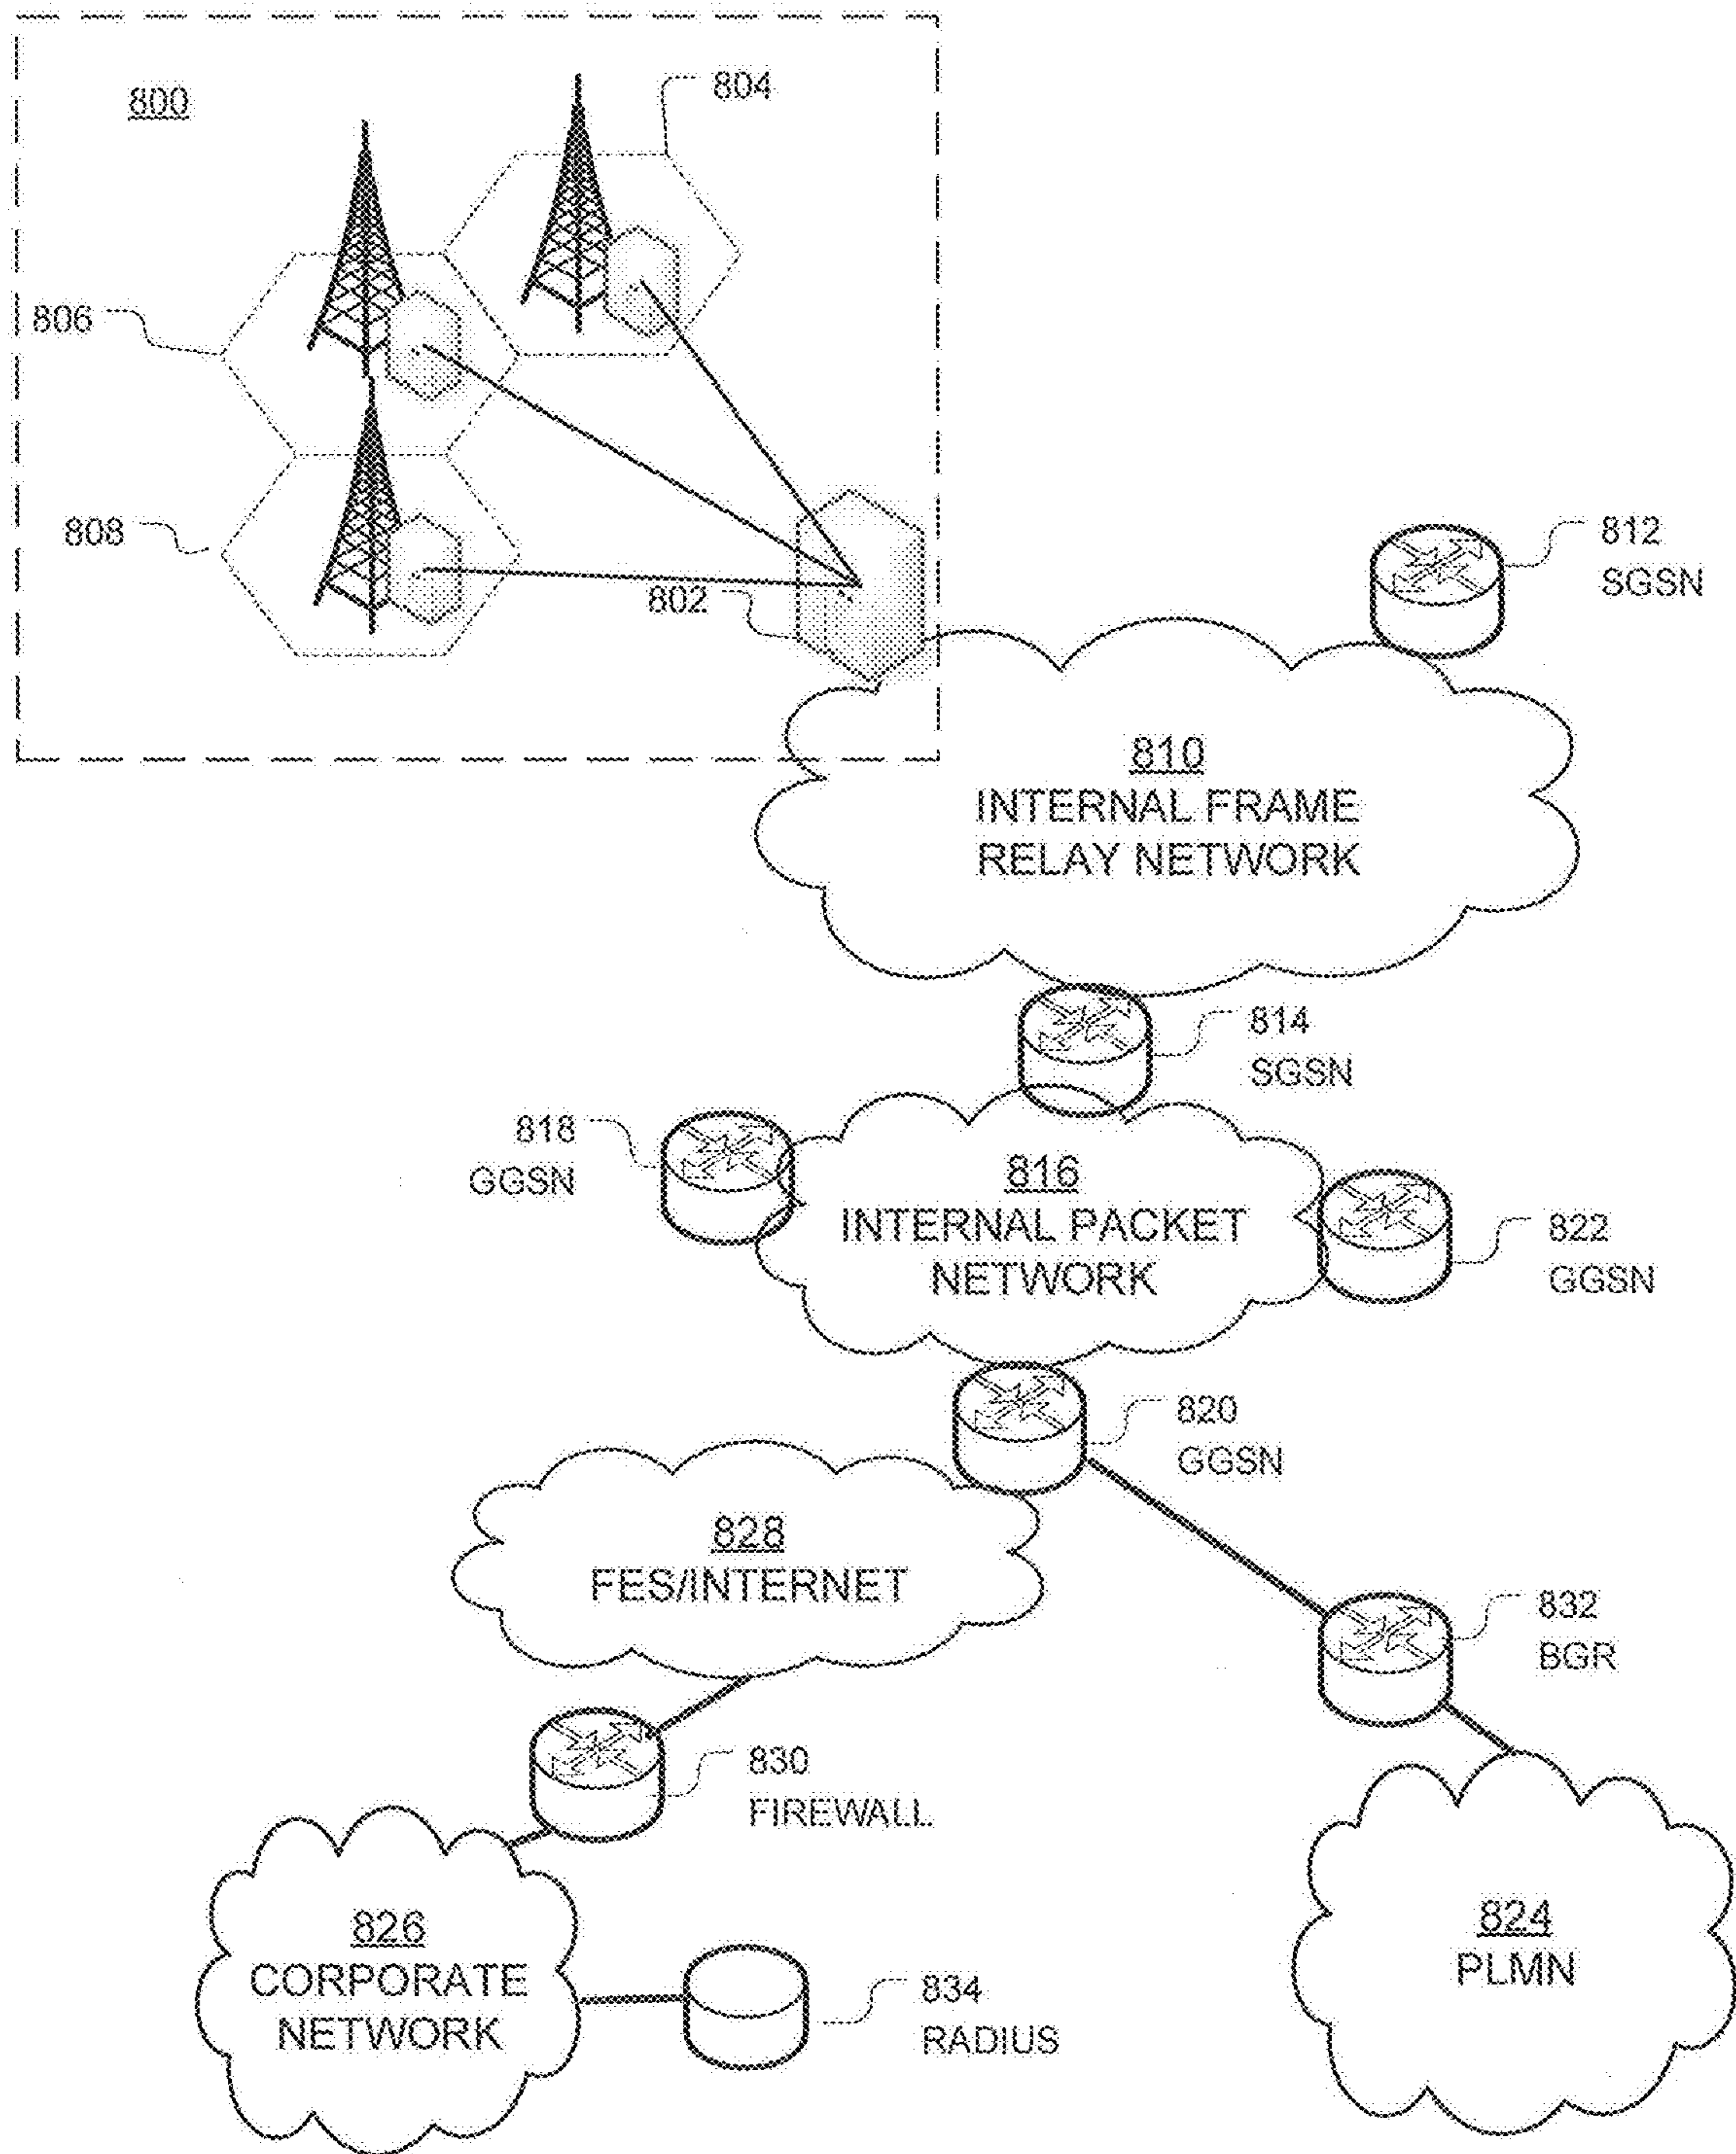 800
804
806
808
802
812
SGSN
810
INTERNAL FRAME
RELAY NETWORK
814
SGSN
818
GGSN
816
INTERNAL PACKET
NETWORK
822
GGSN
820
GGSN
828
FES/INTERNET
832
BGR
830
FIREWALL
826
CORPORATE
NETWORK
834
RADIUS
824
PLMN